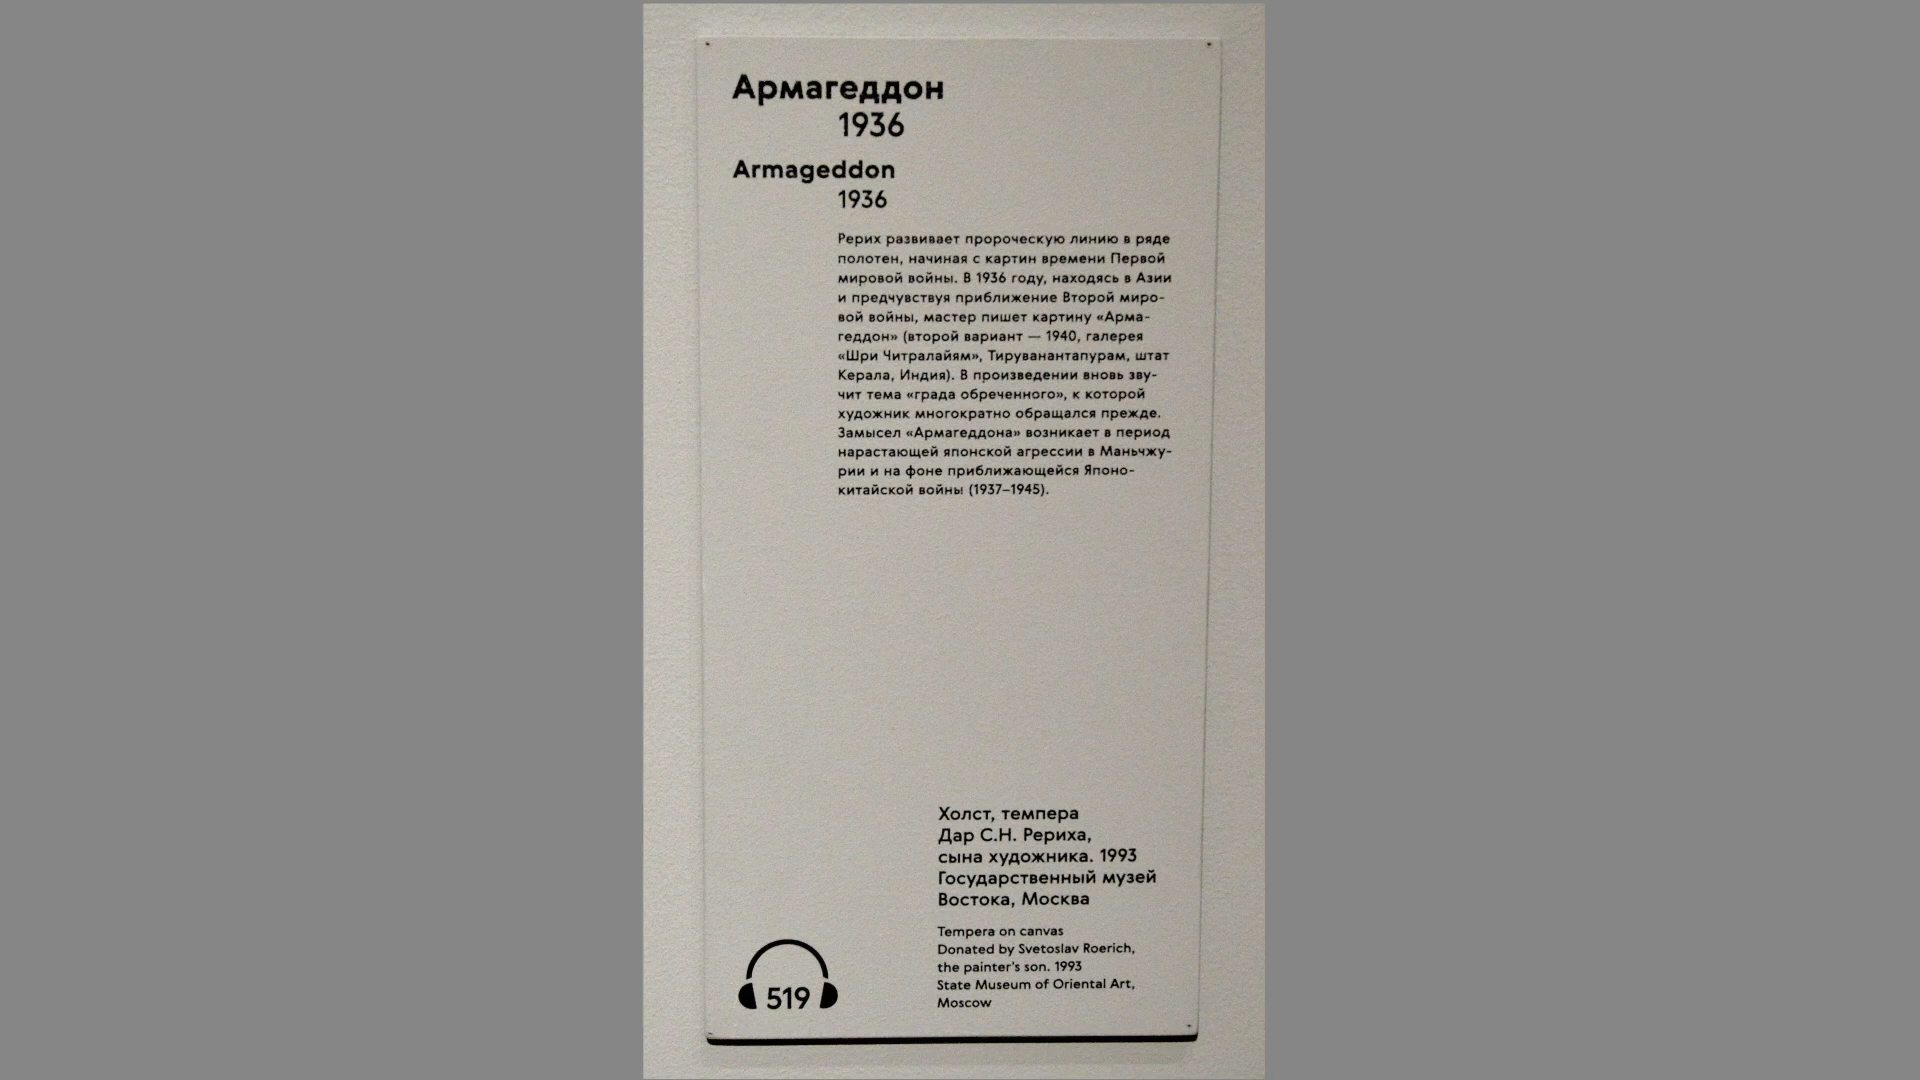 Армагеддон
1936
Armageddon
1936
Рерих развивает пророческую линию в ряде
полотен, начиная с картин времени Первой
мировой войны. В 1936 году, находясь в Азии
и предчувствуя приближение Второй миро-
вой войны, мастер пишет картину «Арма-
геддон» (второй вариант — 1940, галерея
«Шри Читралайям», Тируванантапурам, штат
Керала, Индия). В произведении вновь зву-
чит тема «града обреченного», к которой
художник многократно обращался прежде.
Замысел «Армагеддона» возникает в период
нарастающей японской агрессии в Маньчжу-
рии и на фоне приближающейся Японо-
китайской войны (1937–1945).
Холст, темпера
Дар С.Н. Рериха,
сына художника. 1993
Государственный музей
Востока, Москва
Tempera on canvas
Donated by Svetoslav Roerich,
the painter's son. 1993
State Museum of Oriental Art,
Moscow
519